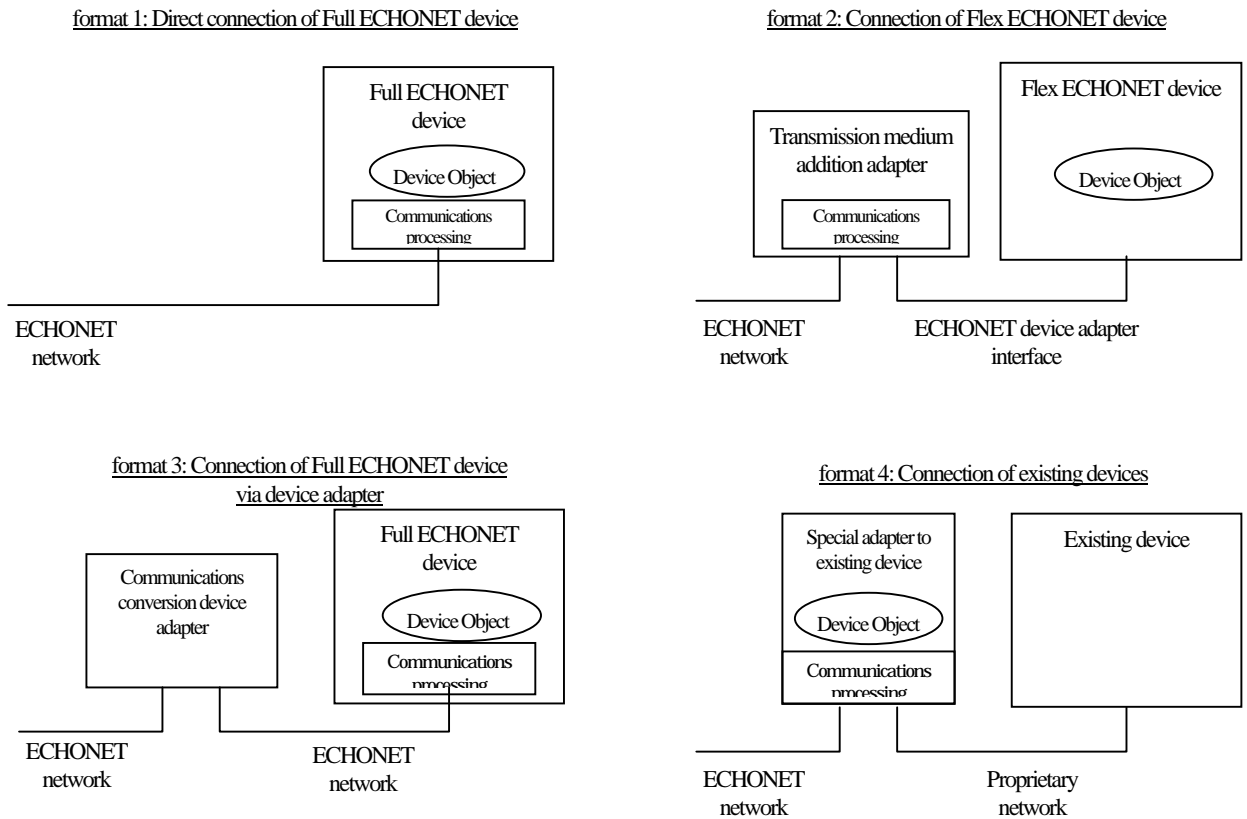 format 1: Direct connection of Full ECHONET device
Full ECHONET
device
Device Object
Communications
processing
ECHONET
network
format 2: Connection of Flex ECHONET device
Transmission medium
addition adapter
Communications
processing
Flex ECHONET device
Device Object
ECHONET
network
ECHONET device adapter
interface
format 3: Connection of Full ECHONET device
via device adapter
Communications
conversion device
adapter
Full ECHONET
device
Device Object
Communications
processing
ECHONET
network
ECHONET
network
format 4: Connection of existing devices
Special adapter to
existing device
Device Object
Communications
processing
Existing device
ECHONET
network
Proprietary
network